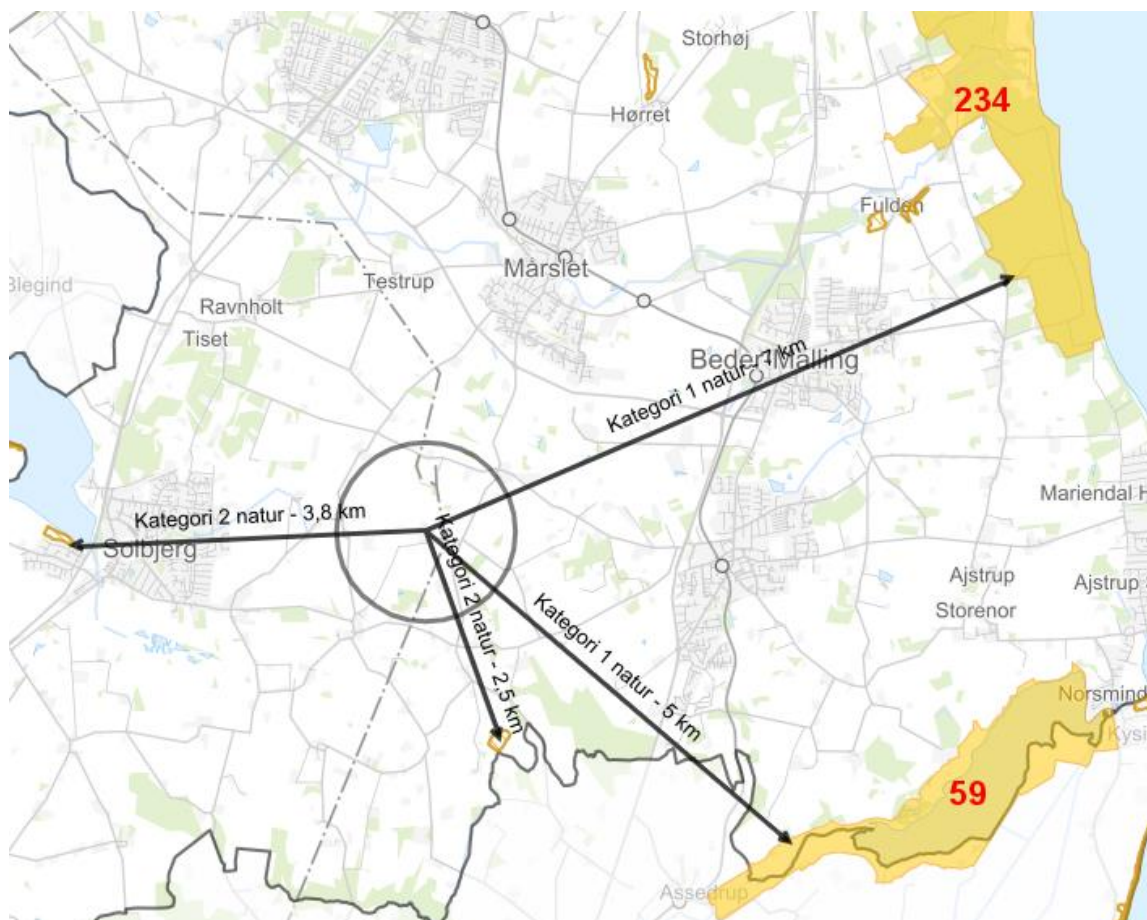 Storhøj
234
Hørret
Fulden
Mårslet
Testrup
Blegind
Ravnholt
Tiset
Beder-Malling
Kategori 1 natur - 7 km
Mariendal H
Kategori 2 natur - 3,8 km
Solbjerg
Kategori 2 natur - 2,5 km
Kategori 1 natur - 5 km
Ajstrup
Ajstrup
Storenor
Norsmind
Kysi
59
Assedrup